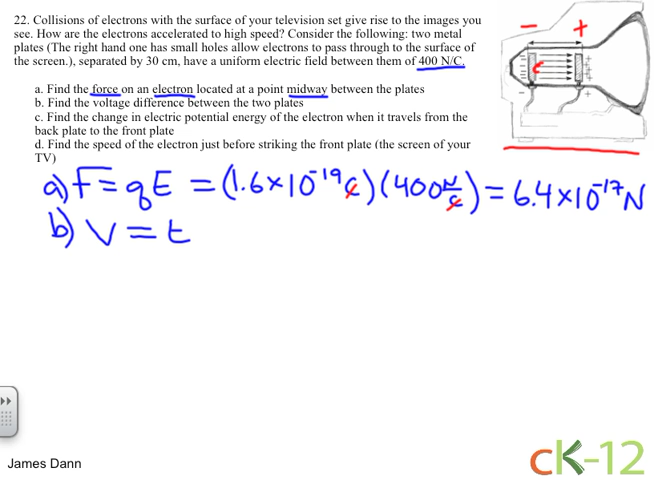 22. Collisions of electrons with the surface of your television set give rise to the images you
see. How are the electrons accelerated to high speed? Consider the following: two metal
plates (The right hand one has small holes allow electrons to pass through to the surface of
the screen.), separated by 30 cm, have a uniform electric field between them of 400 N/C.
a. Find the force on an electron located at a point midway between the plates
b. Find the voltage difference between the two plates
c. Find the change in electric potential energy of the electron when it travels from the
back plate to the front plate
d. Find the speed of the electron just before striking the front plate (the screen of your
TV)
- +
a) F = qE = (1.6×10⁻¹⁹C)(400 N/C) = 6.4×10⁻¹⁷N
b) V = t
James Dann
cK-12